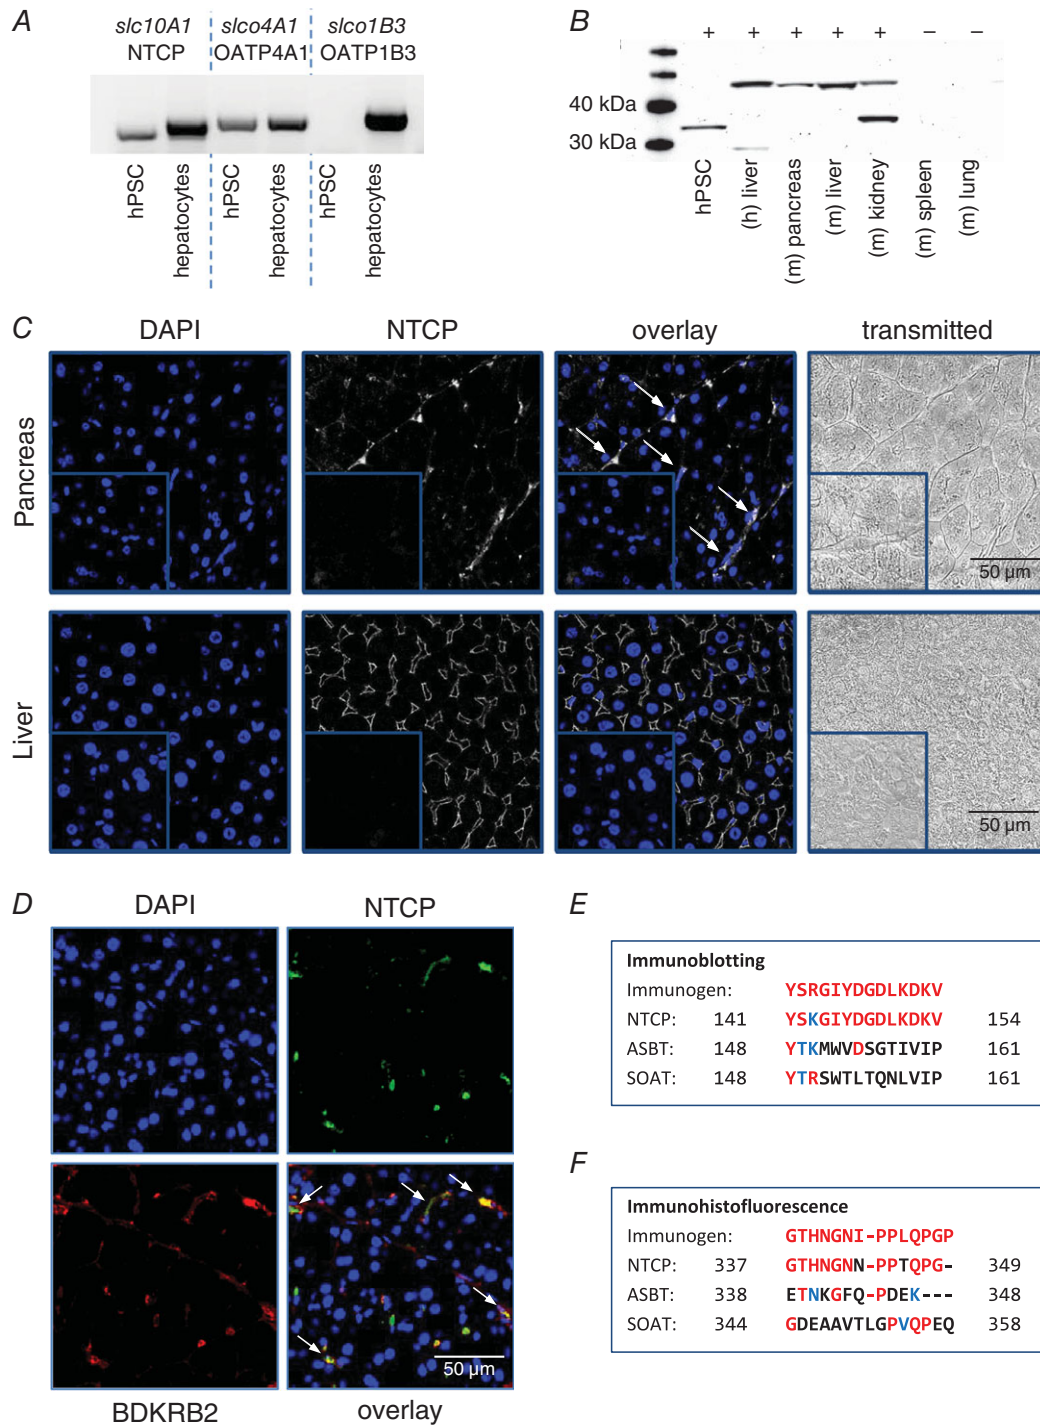 A
slc10A1 slco4A1 slco1B3
NTCP OATP4A1 OATP1B3
hPSC hepatocytes hPSC hepatocytes hPSC hepatocytes
B
+ + + + + – –
40 kDa
30 kDa
hPSC (h) liver (m) pancreas (m) liver (m) kidney (m) spleen (m) lung
C
DAPI NTCP overlay transmitted
Pancreas
50 µm
Liver
50 µm
D
DAPI NTCP
50 µm
BDKRB2 overlay
E
Immunoblotting
Immunogen: YSRGIYDGDLKDKV
NTCP: 141 YSKGIYDGDLKDKV 154
ASBT: 148 YTKMWVDSGTIVIP 161
SOAT: 148 YTRSWTLTQNLVIP 161
F
Immunohistofluorescence
Immunogen: GTHNGNI-PPLQPGP
NTCP: 337 GTHNGNN-PPTQPG- 349
ASBT: 338 ETNKGFQ-PDEK--- 348
SOAT: 344 GDEAAVTLGPVQPEQ 358